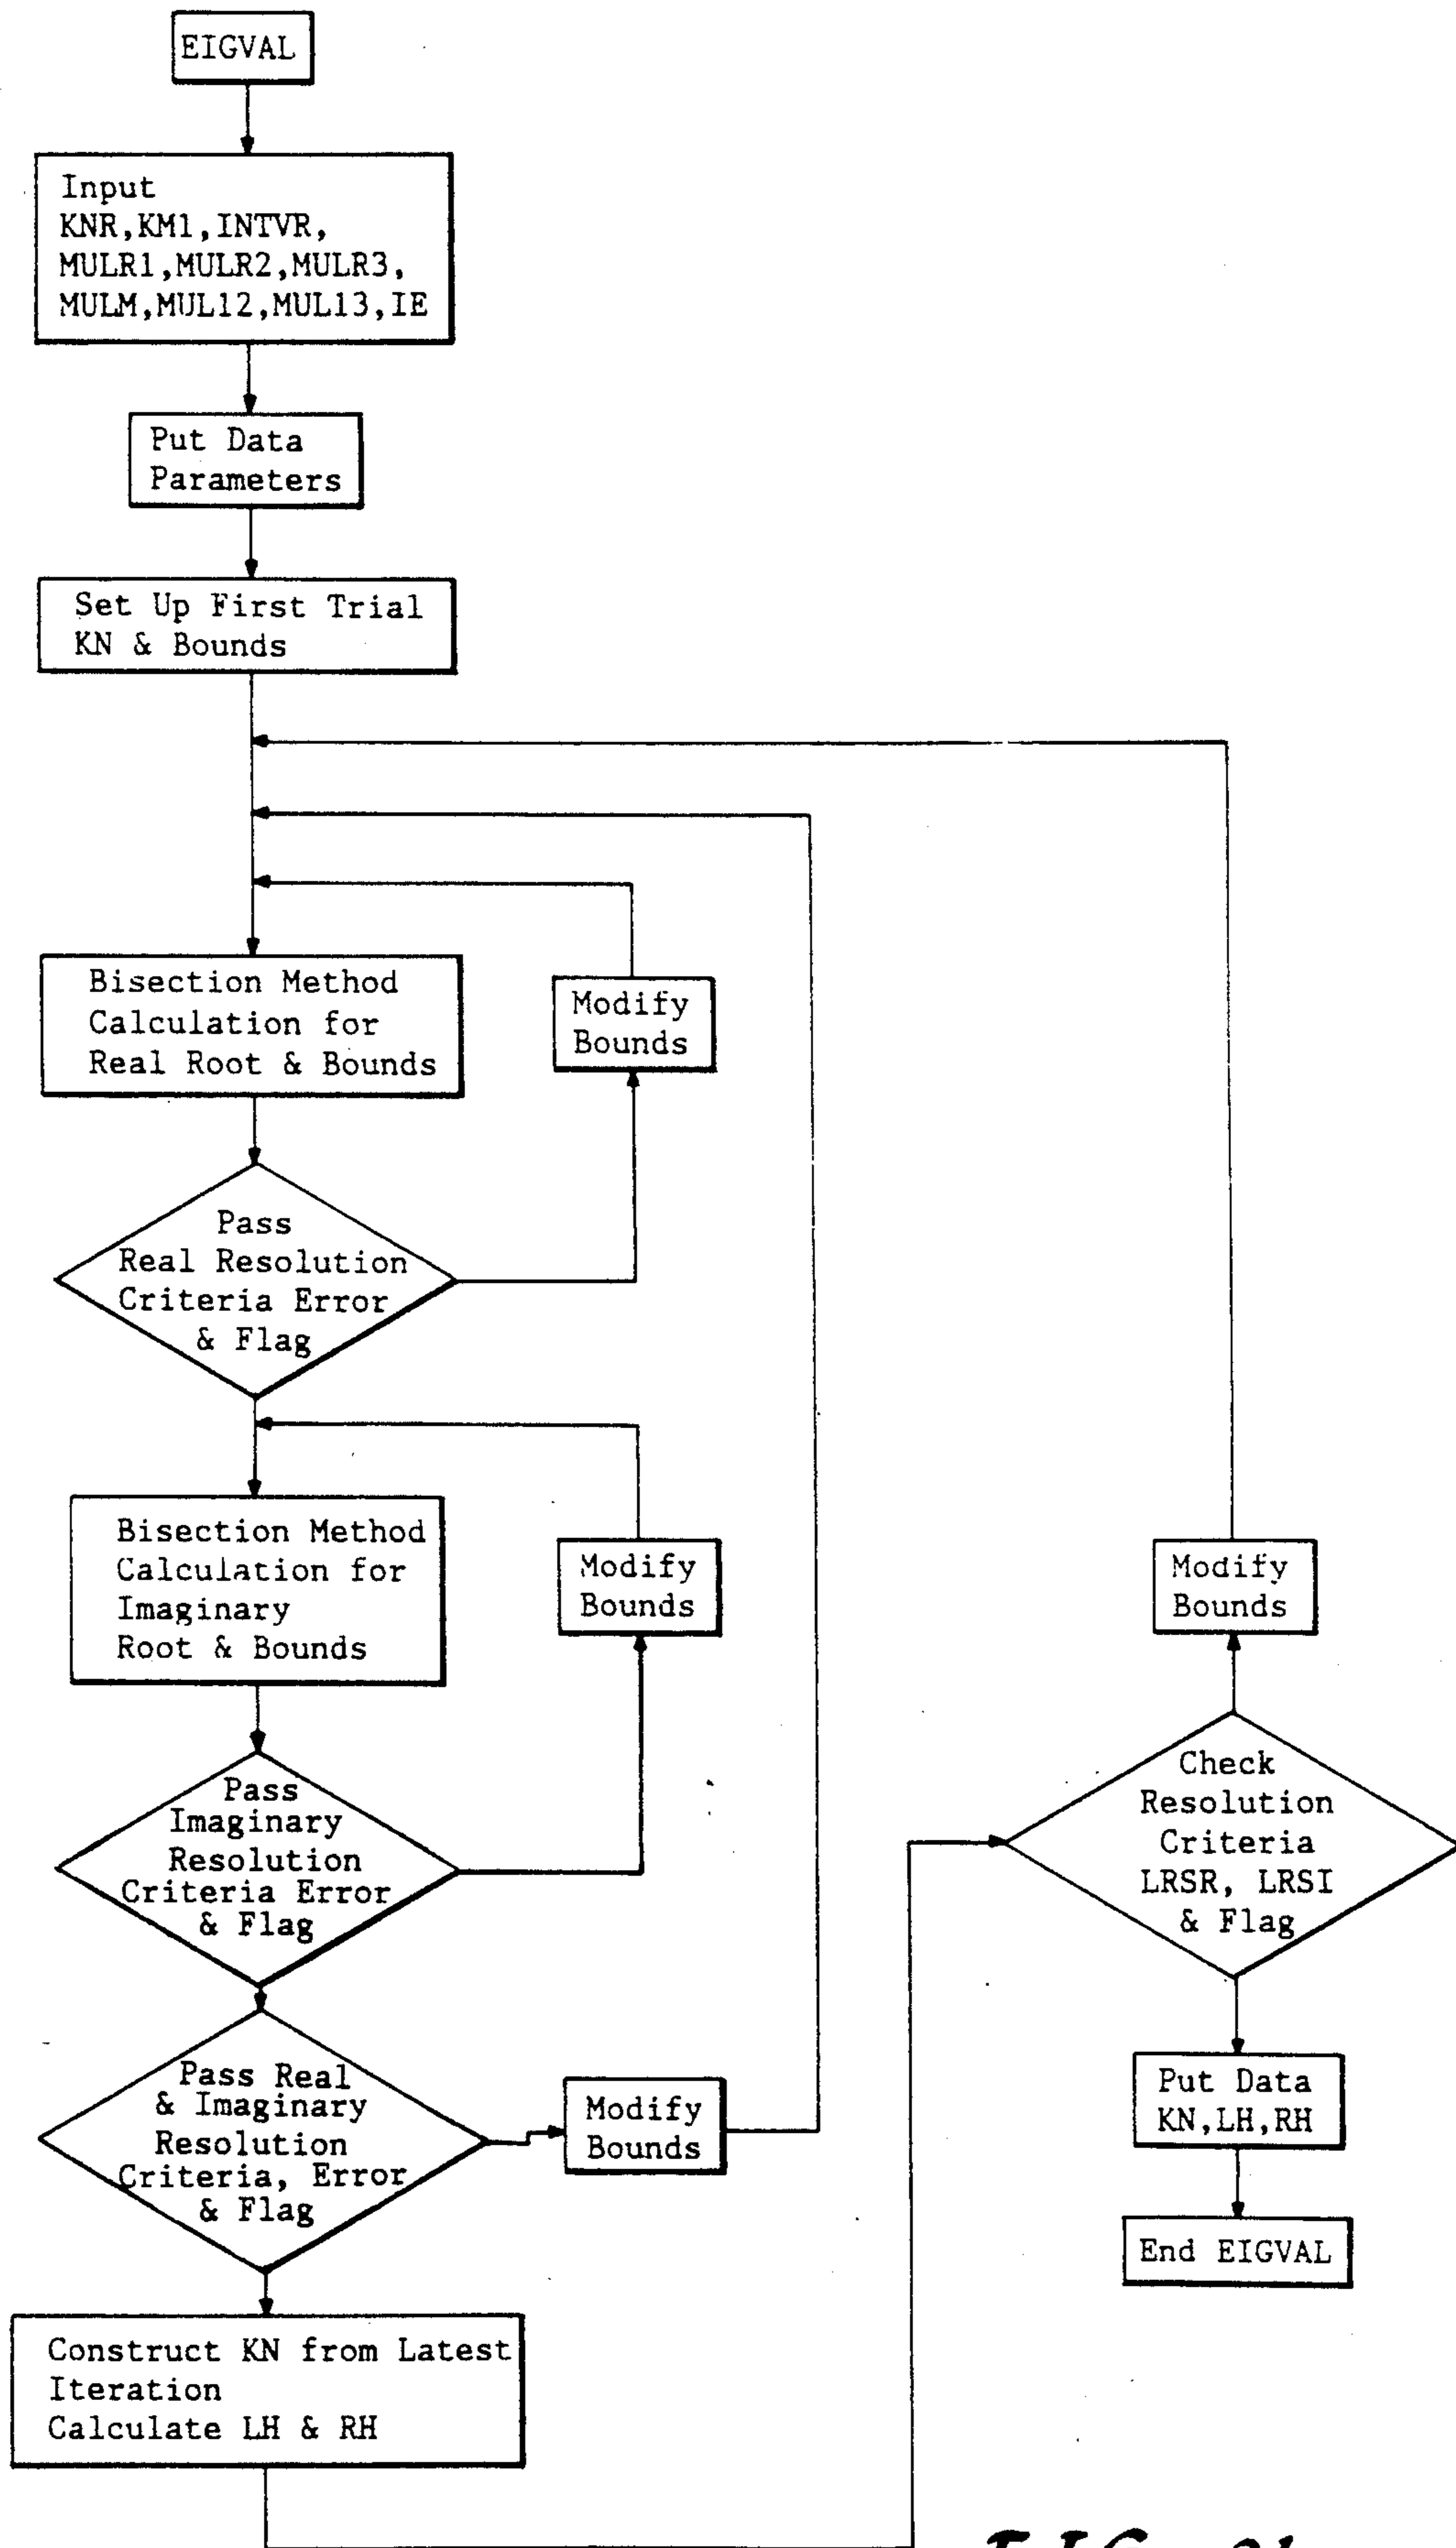 EIGVAL
Input
KNR,KM1,INTVR,
MULR1,MULR2,MULR3,
MULM,MUL12,MUL13,IE
Put Data
Parameters
Set Up First Trial
KN & Bounds
Bisection Method
Calculation for
Real Root & Bounds
Modify
Bounds
Pass
Real Resolution
Criteria Error
& Flag
Bisection Method
Calculation for
Imaginary
Root & Bounds
Modify
Bounds
Pass
Imaginary
Resolution
Criteria Error
& Flag
Pass Real
& Imaginary
Resolution
Criteria, Error
& Flag
Modify
Bounds
Construct KN from Latest
Iteration
Calculate LH & RH
Modify
Bounds
Check
Resolution
Criteria
LRSR, LRSI
& Flag
Put Data
KN,LH,RH
End EIGVAL